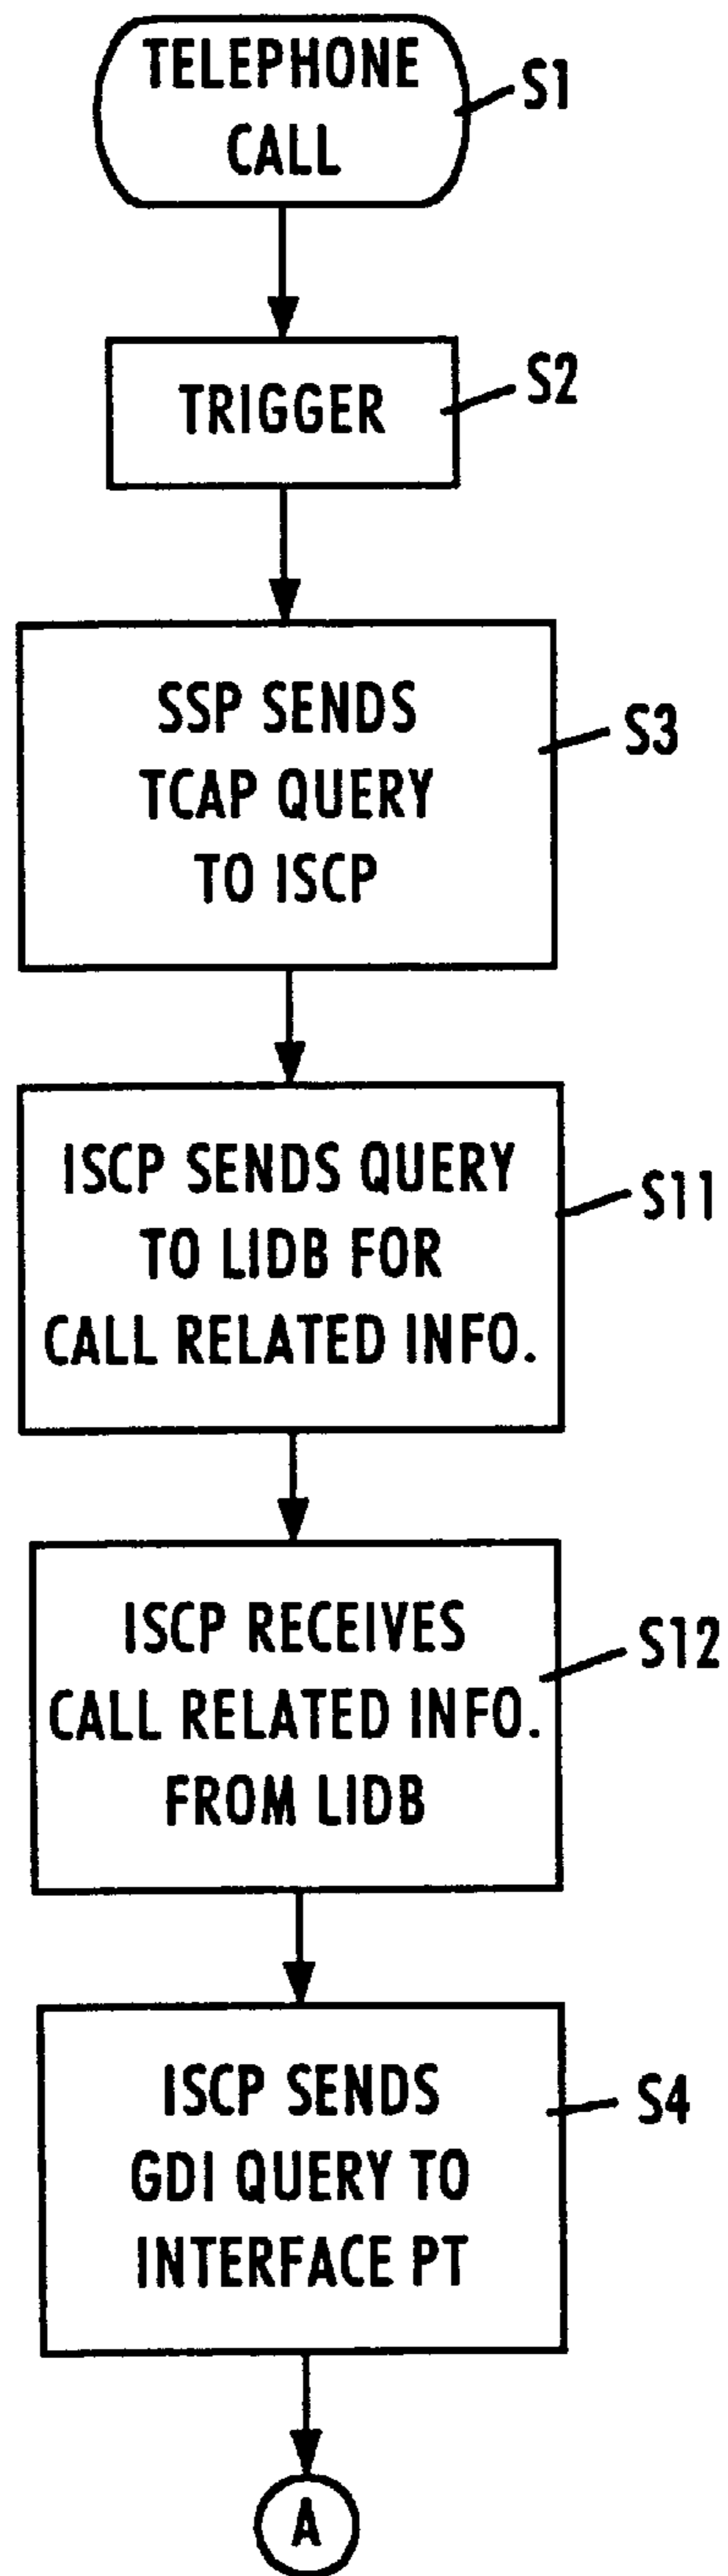 TELEPHONE
CALL
S1
TRIGGER
S2
SSP SENDS
TCAP QUERY
TO ISCP
S3
ISCP SENDS QUERY
TO LIDB FOR
CALL RELATED INFO.
S11
ISCP RECEIVES
CALL RELATED INFO.
FROM LIDB
S12
ISCP SENDS
GDI QUERY TO
INTERFACE PT
S4
A